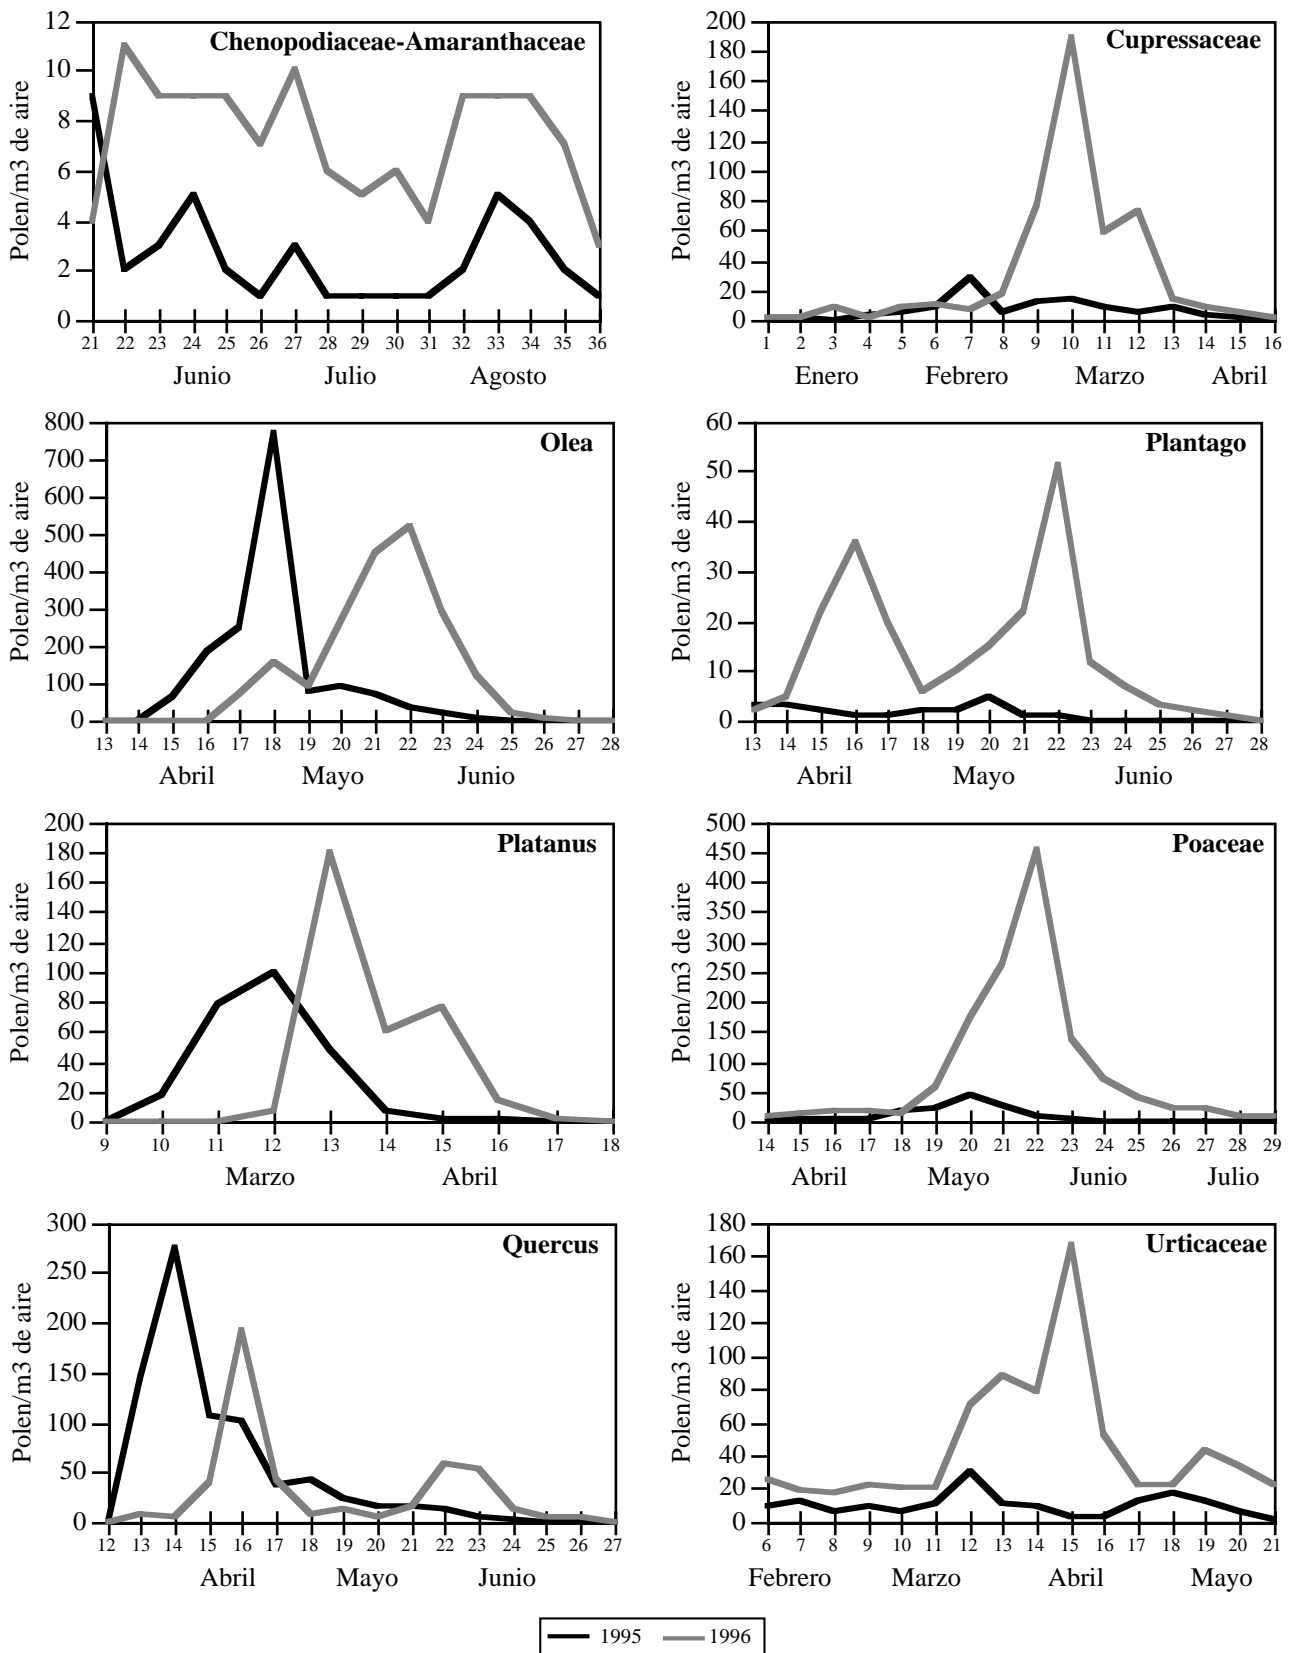 Chenopodiaceae-Amaranthaceae
Polen/m3 de aire
12
10
8
6
4
2
0
21 22 23 24 25 26 27 28 29 30 31 32 33 34 35 36
Junio Julio Agosto
Cupressaceae
Polen/m3 de aire
200
180
160
140
120
100
80
60
40
20
0
1 2 3 4 5 6 7 8 9 10 11 12 13 14 15 16
Enero Febrero Marzo Abril
Olea
Polen/m3 de aire
800
700
600
500
400
300
200
100
0
13 14 15 16 17 18 19 20 21 22 23 24 25 26 27 28
Abril Mayo Junio
Plantago
Polen/m3 de aire
60
50
40
30
20
10
0
13 14 15 16 17 18 19 20 21 22 23 24 25 26 27 28
Abril Mayo Junio
Platanus
Polen/m3 de aire
200
180
160
140
120
100
80
60
40
20
0
9 10 11 12 13 14 15 16 17 18
Marzo Abril
Poaceae
Polen/m3 de aire
500
450
400
350
300
250
200
150
100
50
0
14 15 16 17 18 19 20 21 22 23 24 25 26 27 28 29
Abril Mayo Junio Julio
Quercus
Polen/m3 de aire
300
250
200
150
100
50
0
12 13 14 15 16 17 18 19 20 21 22 23 24 25 26 27
Abril Mayo Junio
Urticaceae
Polen/m3 de aire
180
160
140
120
100
80
60
40
20
0
6 7 8 9 10 11 12 13 14 15 16 17 18 19 20 21
Febrero Marzo Abril Mayo
1995 1996